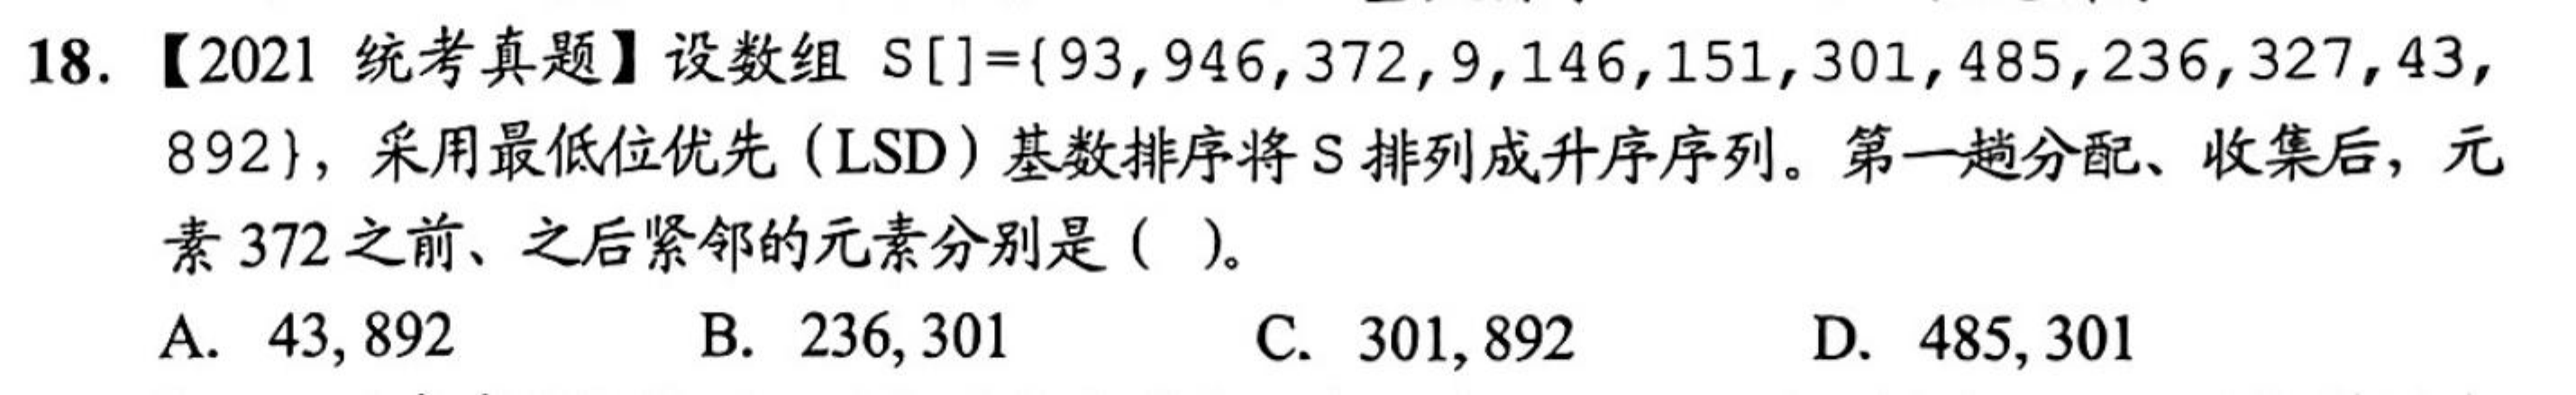 18. 【2021 统考真题】设数组 S[]={93,946,372,9,146,151,301,485,236,327,43,
892}，采用最低位优先（LSD）基数排序将 S 排列成升序序列。第一趟分配、收集后，元
素 372 之前、之后紧邻的元素分别是（ ）。
A. 43, 892 B. 236, 301 C. 301, 892 D. 485, 301